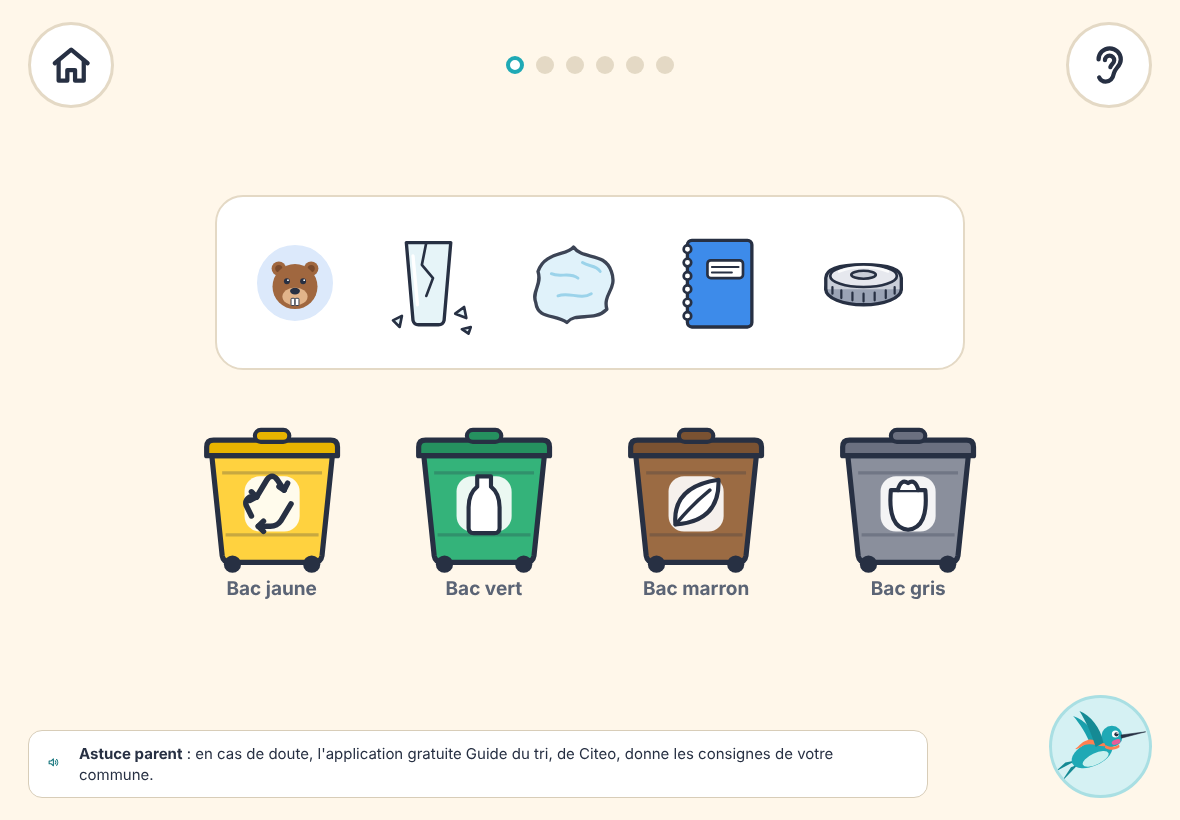 Bac jaune
Bac vert
Bac marron
Bac gris
Astuce parent : en cas de doute, l'application gratuite Guide du tri, de Citeo, donne les consignes de votre
commune.